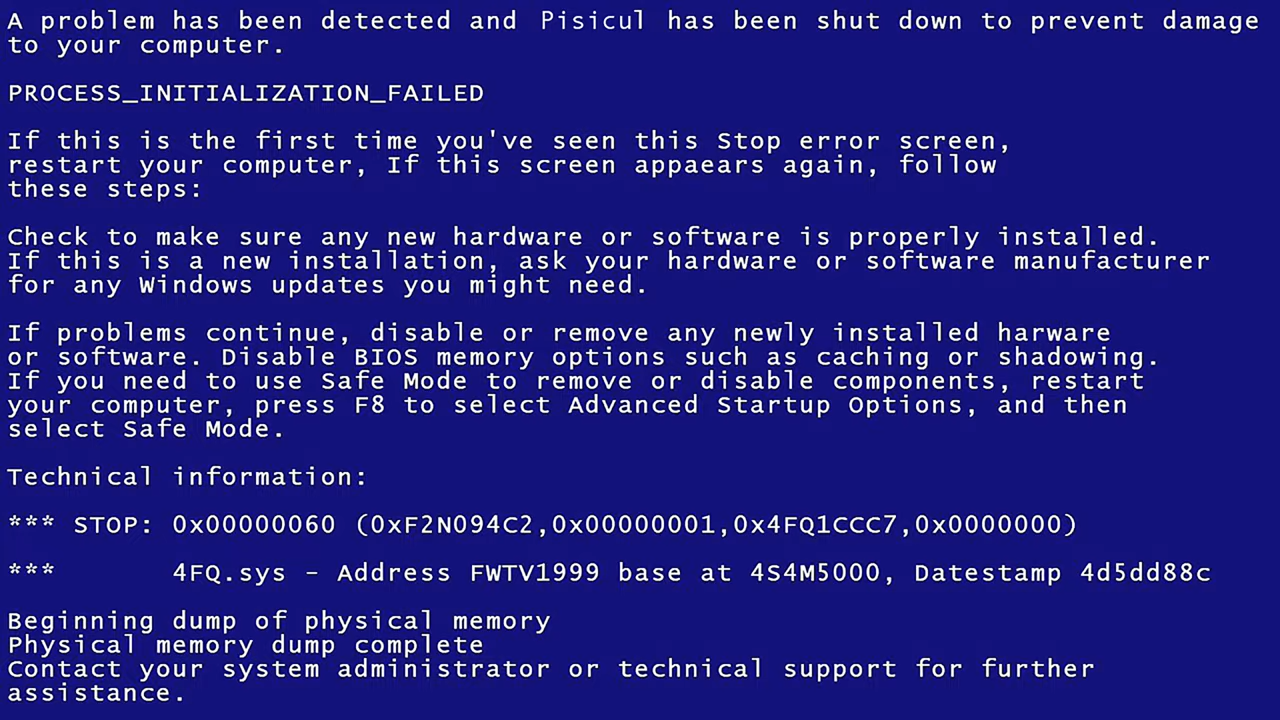 A problem has been detected and Pisicul has been shut down to prevent damage
to your computer.
PROCESS_INITIALIZATION_FAILED
If this is the first time you've seen this Stop error screen,
restart your computer, If this screen appaears again, follow
these steps:
Check to make sure any new hardware or software is properly installed.
If this is a new installation, ask your hardware or software manufacturer
for any Windows updates you might need.
If problems continue, disable or remove any newly installed harware
or software. Disable BIOS memory options such as caching or shadowing.
If you need to use Safe Mode to remove or disable components, restart
your computer, press F8 to select Advanced Startup Options, and then
select Safe Mode.
Technical information:
*** STOP: 0x00000060 (0xF2N094C2,0x00000001,0x4FQ1CCC7,0x0000000)
*** 4FQ.sys – Address FWTV1999 base at 4S4M5000, Datestamp 4d5dd88c
Beginning dump of physical memory
Physical memory dump complete
Contact your system administrator or technical support for further
assistance.